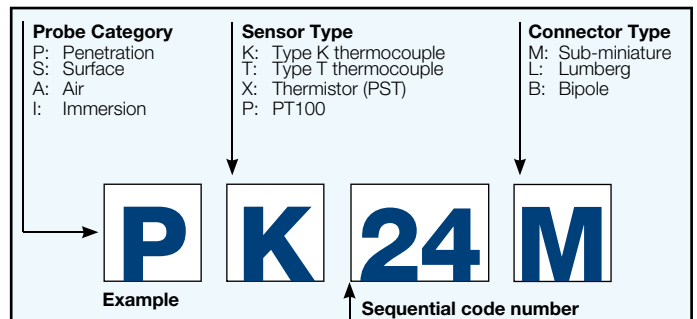 Probe Category
P: Penetration
S: Surface
A: Air
I: Immersion
Sensor Type
K: Type K thermocouple
T: Type T thermocouple
X: Thermistor (PST)
P: PT100
Connector Type
M: Sub-miniature
L: Lumberg
B: Bipole
P K 24 M
Example
Sequential code number